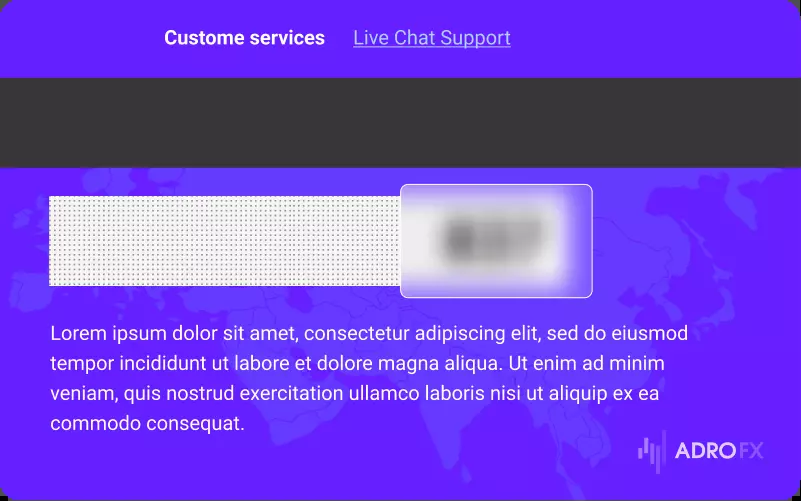 Custome services Live Chat Support
Lorem ipsum dolor sit amet, consectetur adipiscing elit, sed do eiusmod
tempor incididunt ut labore et dolore magna aliqua. Ut enim ad minim
veniam, quis nostrud exercitation ullamco laboris nisi ut aliquip ex ea
commodo consequat.
ADROFX